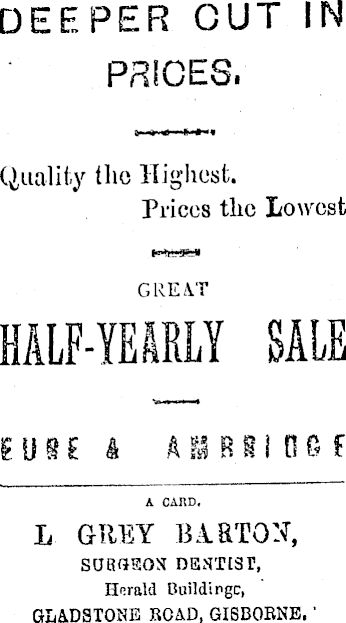 DEEPER CUT IN
PRICES.
Quality the Highest.
Prices the Lowest
GREAT
HALF-YEARLY SALE
&
A CARD.
L GREY BARTON,
SURGEON DENTIST,
Herald Buildings,
GLADSTONE ROAD, GISBORNE.